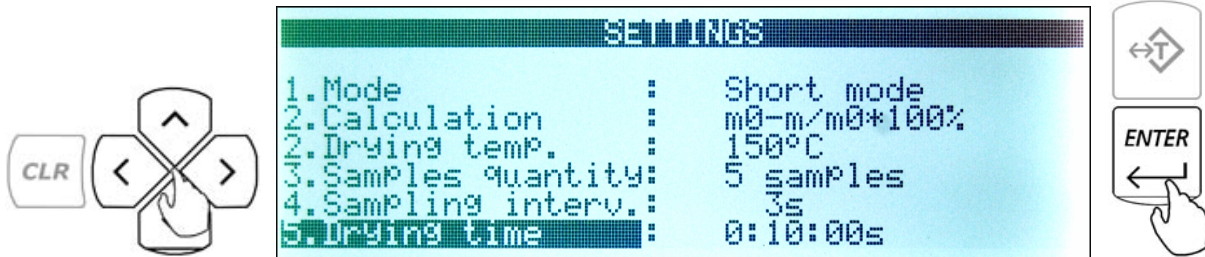 SETTINGS
1.Mode : Short mode
2.Calculation : m0-m/m0*100%
2.Drying temp. : 150ºC
3.Samples quantity: 5 samples
4.Sampling interv.: 3s
5.Drying time : 0:10:00s
CLR
T
ENTER